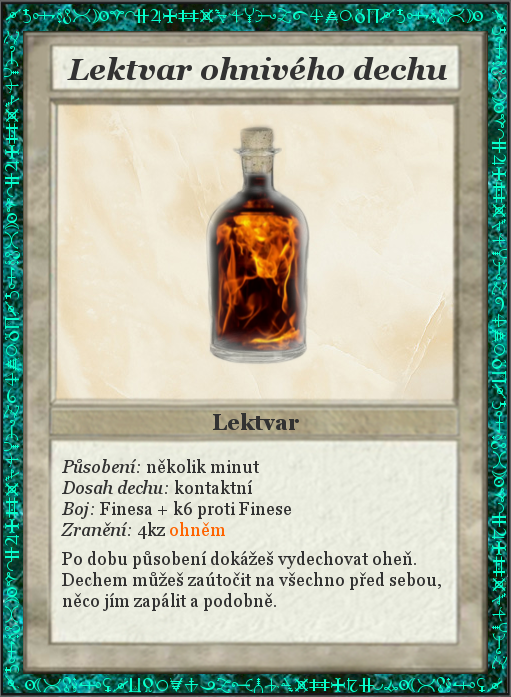 Lektvar ohnivého dechu
Lektvar
Působení: několik minut
Dosah dechu: kontaktní
Boj: Finesa + k6 proti Finese
Zranění: 4kz ohněm
Po dobu působení dokážeš vydechovat oheň.
Dechem můžeš zaútočit na všechno před sebou,
něco jím zapálit a podobně.